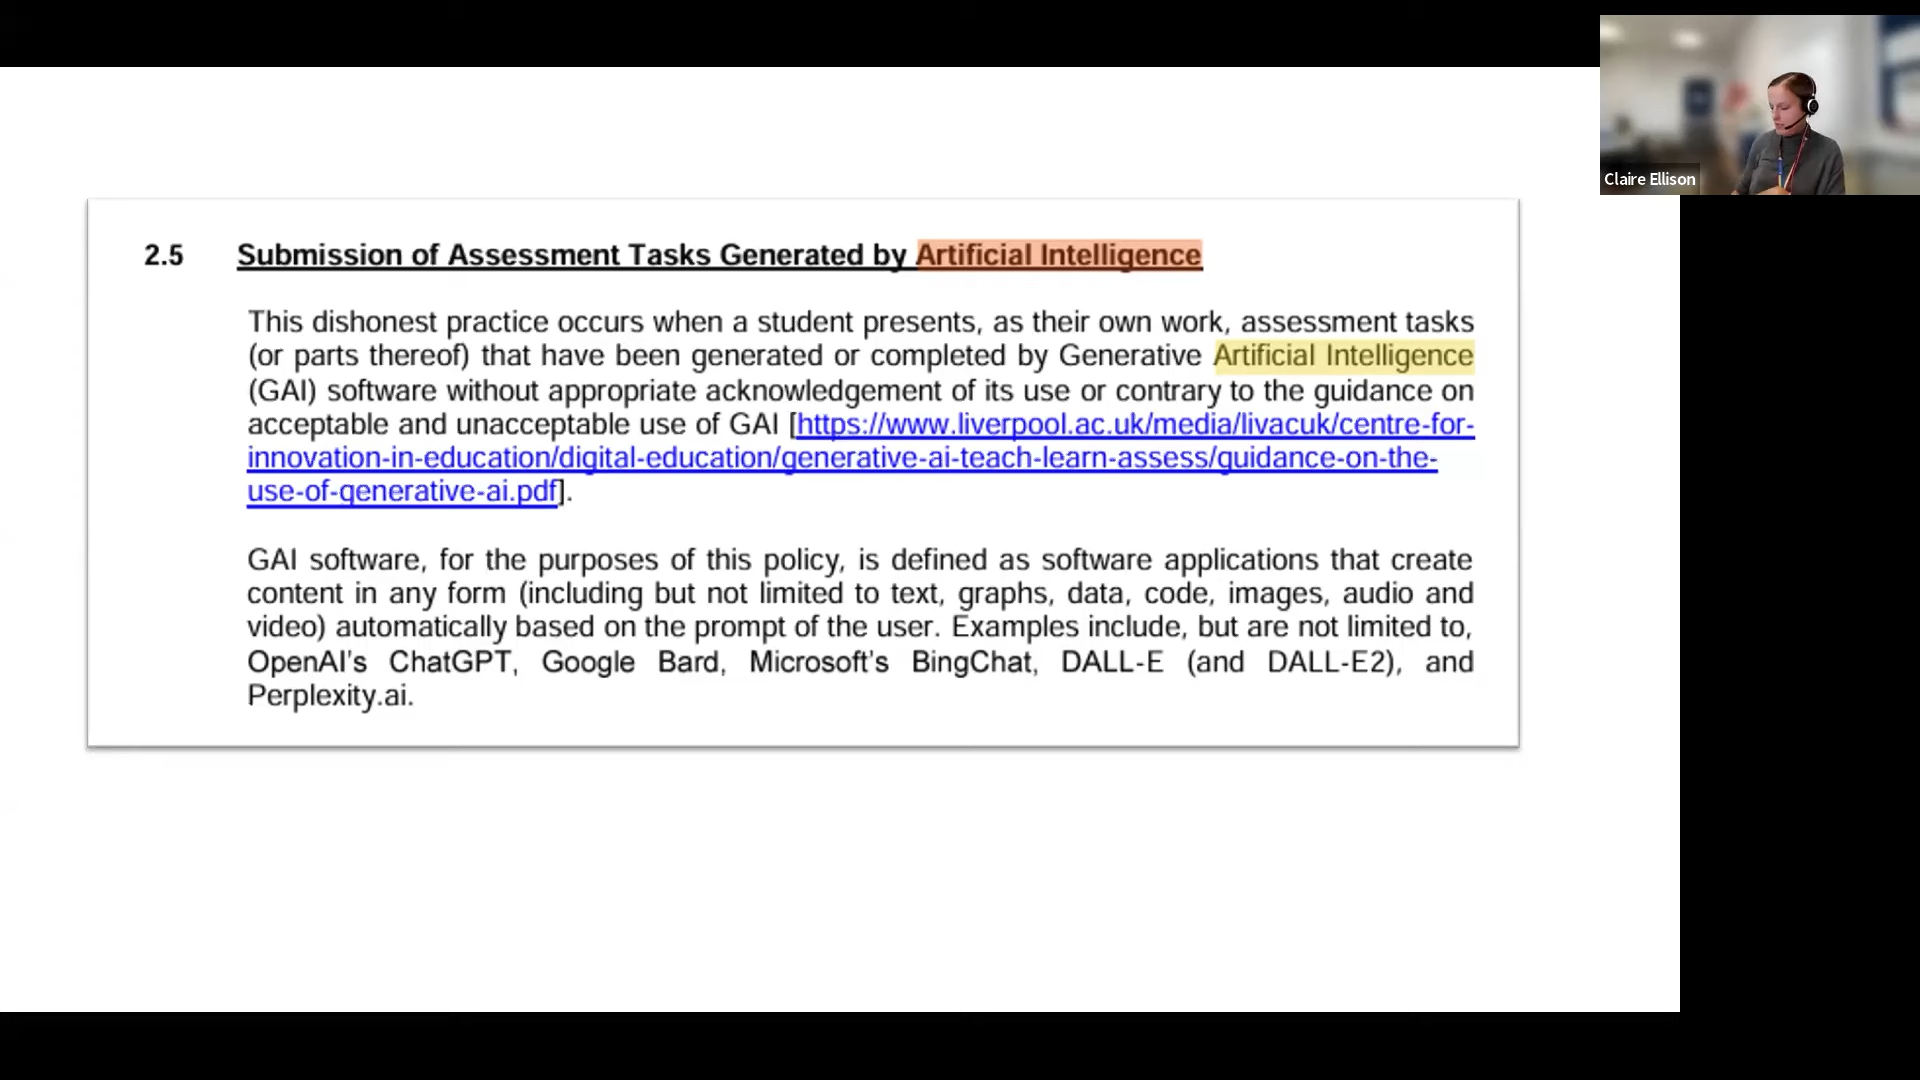 Claire Ellison
2.5 Submission of Assessment Tasks Generated by Artificial Intelligence
This dishonest practice occurs when a student presents, as their own work, assessment tasks
(or parts thereof) that have been generated or completed by Generative Artificial Intelligence
(GAI) software without appropriate acknowledgement of its use or contrary to the guidance on
acceptable and unacceptable use of GAI [https://www.liverpool.ac.uk/media/livacuk/centre-for-
innovation-in-education/digital-education/generative-ai-teach-learn-assess/guidance-on-the-
use-of-generative-ai.pdf].
GAI software, for the purposes of this policy, is defined as software applications that create
content in any form (including but not limited to text, graphs, data, code, images, audio and
video) automatically based on the prompt of the user. Examples include, but are not limited to,
OpenAI's ChatGPT, Google Bard, Microsoft's BingChat, DALL-E (and DALL-E2), and
Perplexity.ai.